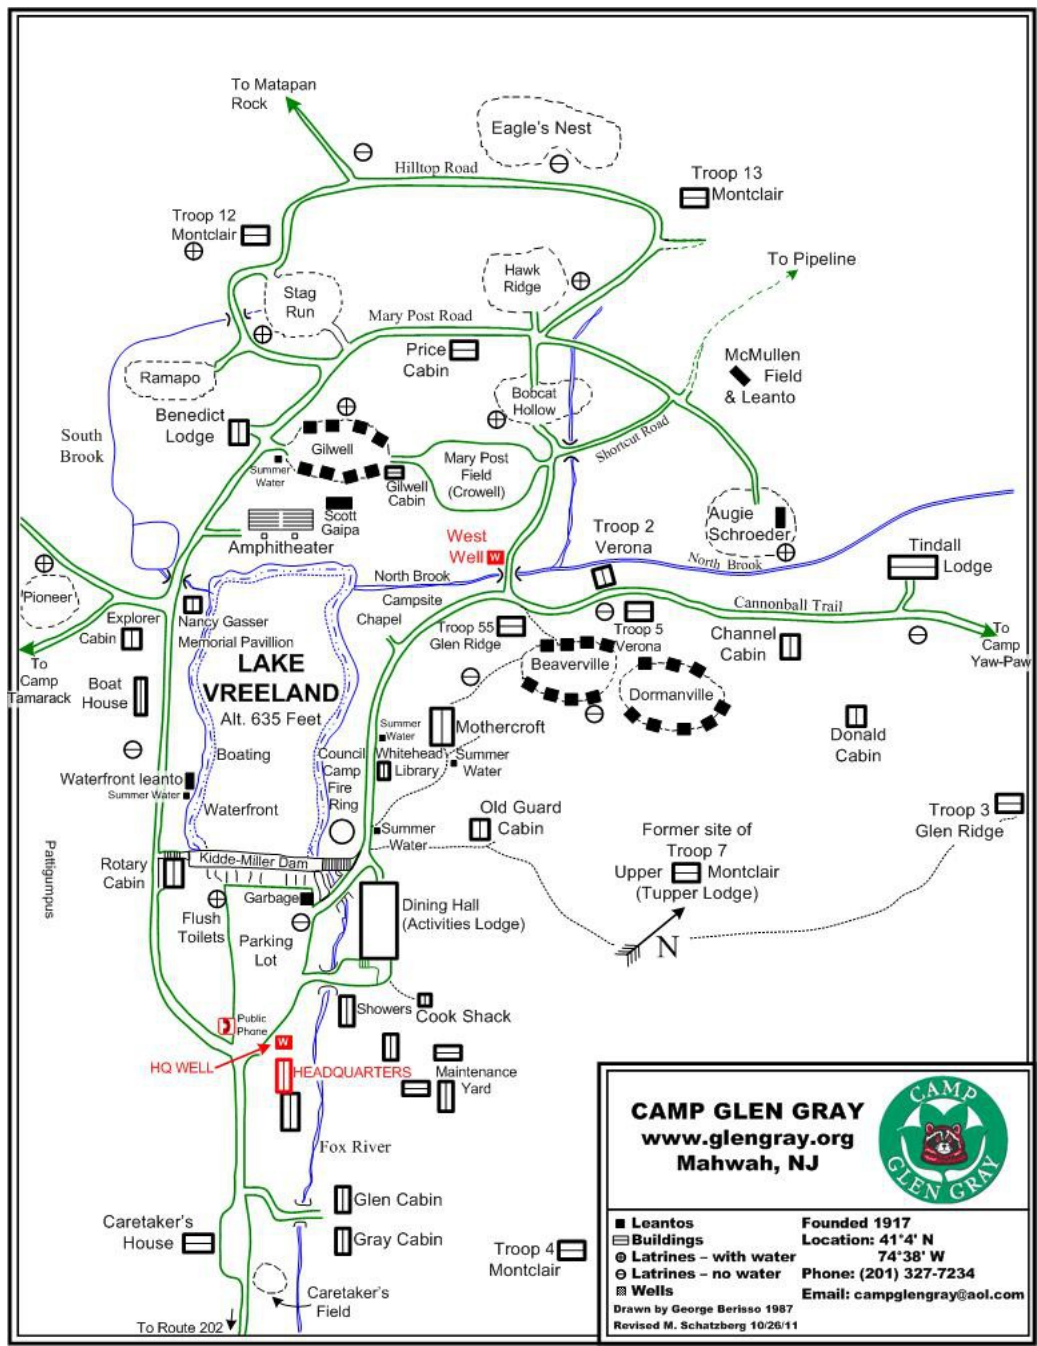 To Matapan
Rock
Eagle's Nest
Hilltop Road
Troop 13
Montclair
Troop 12
Montclair
To Pipeline
Hawk
Ridge
Stag
Run
Mary Post Road
Price
Cabin
McMullen
Field
& Leanto
Ramapo
Bobcat
Hollow
Benedict
Lodge
South
Brook
Shortcut Road
Gilwell
Summer
Water
Mary Post
Field
(Crowell)
Gilwell
Cabin
Scott
Gaipa
Augie
Schroeder
Amphitheater
West
Well W
Troop 2
Verona
North Brook
Tindall
Lodge
North Brook
Campsite
Chapel
Pioneer
Explorer
Cabin
Nancy Gasser
Memorial Pavillion
Troop 55
Glen Ridge
Troop 5
Verona
Cannonball Trail
Channel
Cabin
To
Camp
Yaw-Paw
To
Camp
Tamarack
LAKE
VREELAND
Alt. 635 Feet
Beaverville
Dormanville
Boat
House
Donald
Cabin
Summer
Water
Mothercroft
Boating
Council
Camp
Fire
Ring
Whitehead
Library
Summer
Water
Waterfront leanto
Summer Water
Waterfront
Old Guard
Cabin
Troop 3
Glen Ridge
Summer
Water
Former site of
Troop 7
Upper Montclair
(Tupper Lodge)
Pattigumpus
Rotary
Cabin
Kidde-Miller Dam
Garbage
Flush
Toilets
Parking
Lot
Dining Hall
(Activities Lodge)
N
Public
Phone
Showers
Cook Shack
W
HQ WELL
HEADQUARTERS
Maintenance
Yard
Fox River
Glen Cabin
Caretaker's
House
Gray Cabin
Troop 4
Montclair
Caretaker's
Field
To Route 202
CAMP GLEN GRAY
www.glengray.org
Mahwah, NJ
CAMP
GLEN GRAY
Leantos
Buildings
Latrines – with water
Latrines – no water
Wells
Drawn by George Berisso 1987
Revised M. Schatzberg 10/26/11
Founded 1917
Location: 41°4' N
74°38' W
Phone: (201) 327-7234
Email: campglengray@aol.com